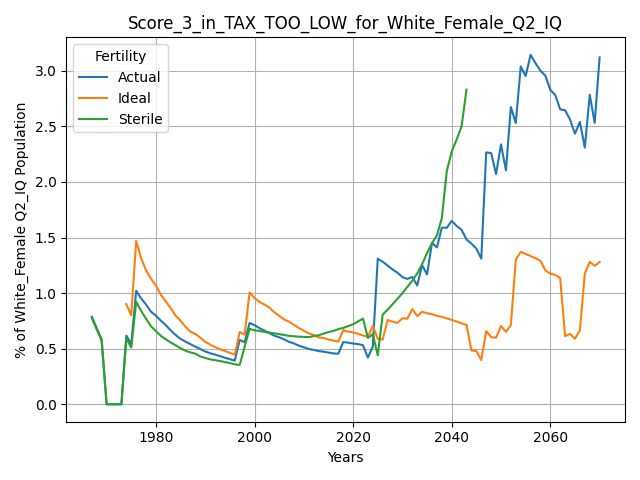 Score_3_in_TAX_TOO_LOW_for_White_Female_Q2_IQ
Fertility
Actual
Ideal
Sterile
% of White_Female Q2_IQ Population
3.0
2.5
2.0
1.5
1.0
0.5
0.0
1980 2000 2020 2040 2060
Years